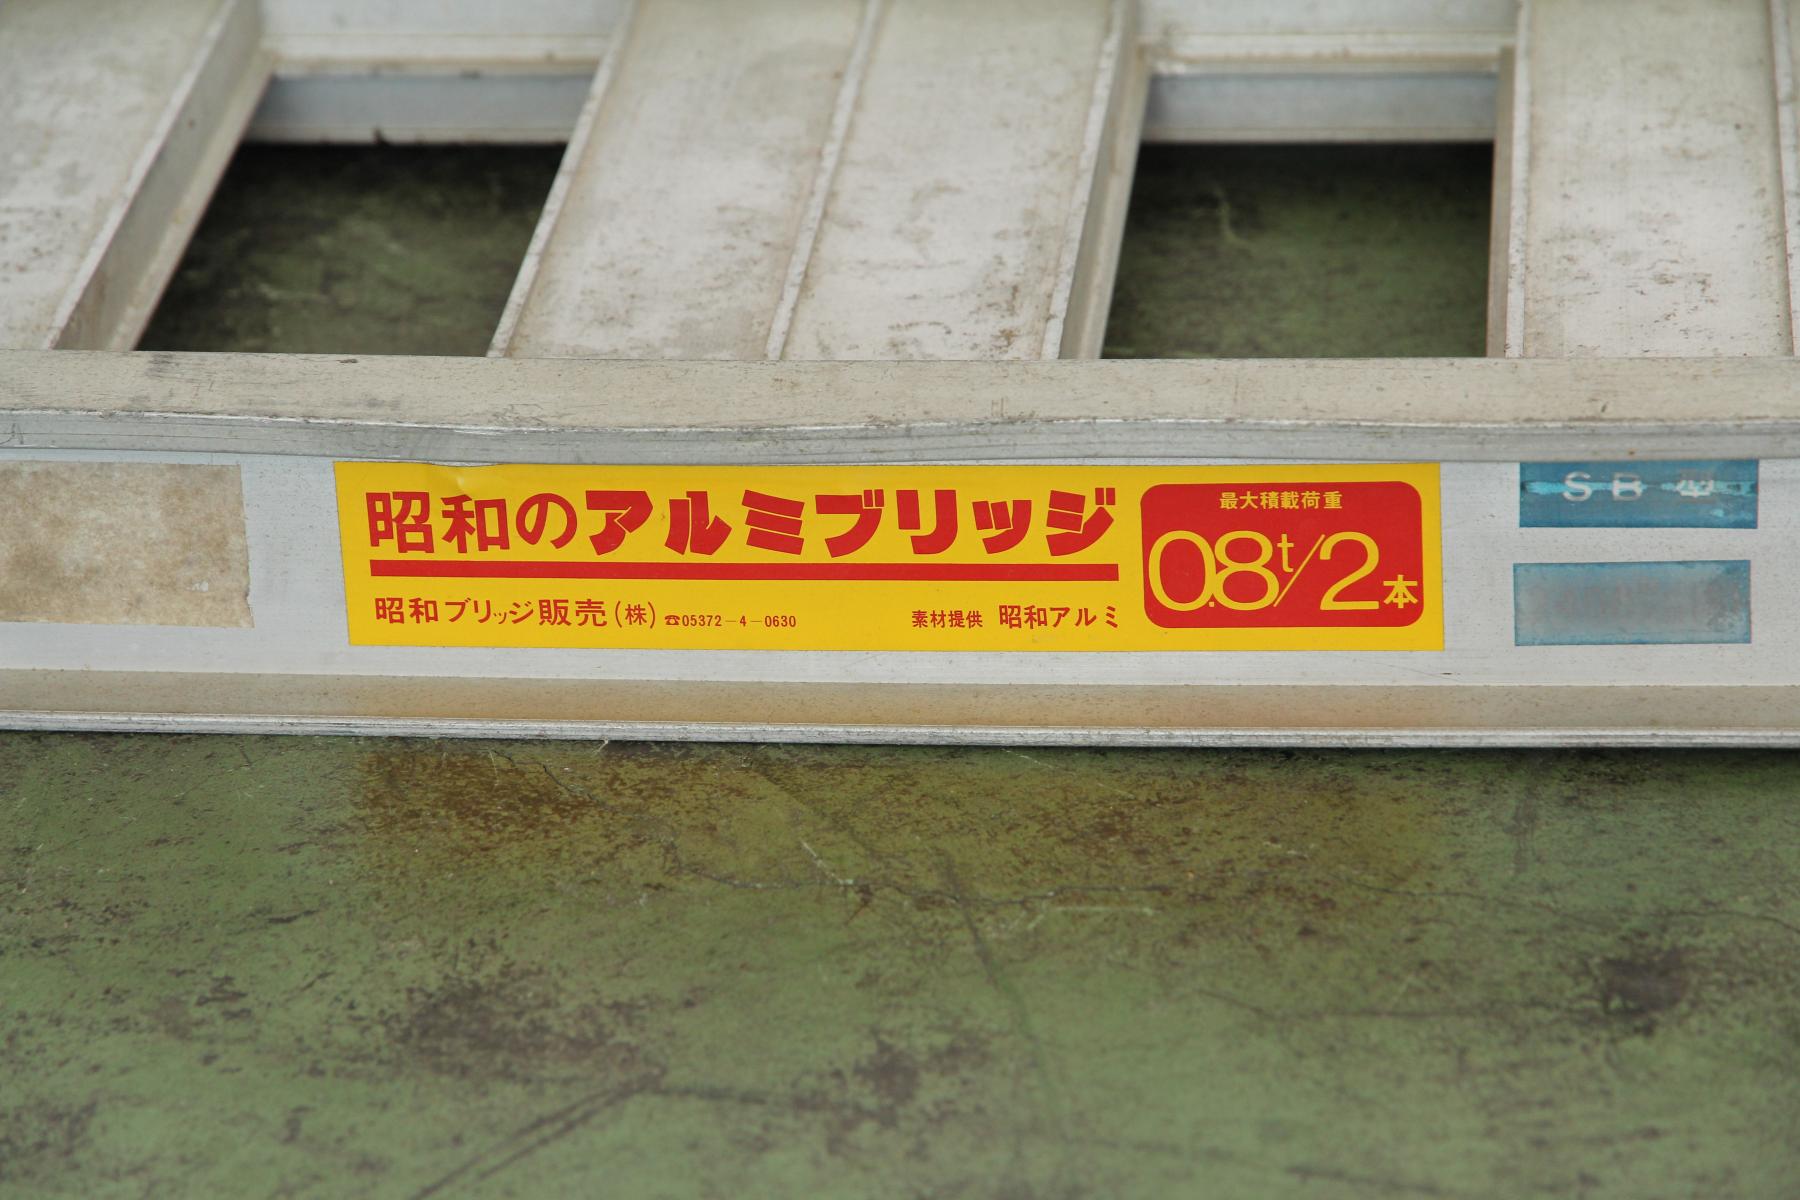 昭和のアルミブリッジ
昭和ブリッジ販売(株) ☎05372-4-0630 素材提供 昭和アルミ
最大積載荷重
0.8t/2本
SB